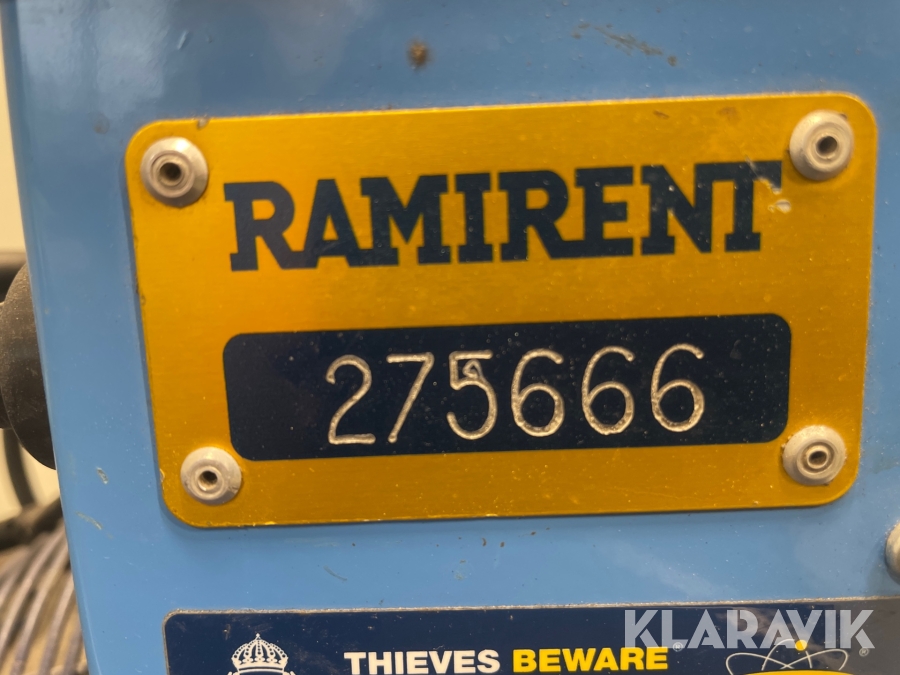 RAMIRENT
275666
THIEVES BEWARE
KLARAVIK